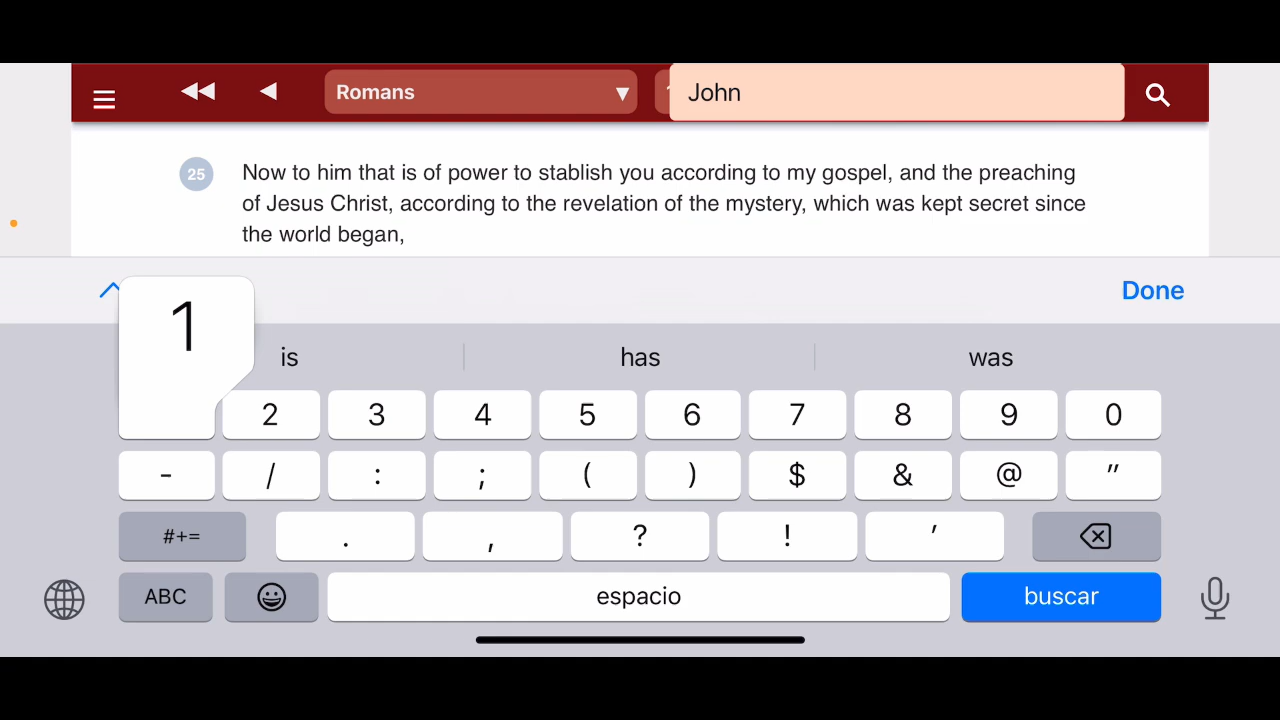 Romans ▼ John
25 Now to him that is of power to stablish you according to my gospel, and the preaching
of Jesus Christ, according to the revelation of the mystery, which was kept secret since
the world began,
Done
1
is has was
2 3 4 5 6 7 8 9 0
- / : ; ( ) $ & @ "
#+= . , ? ! '
ABC espacio buscar